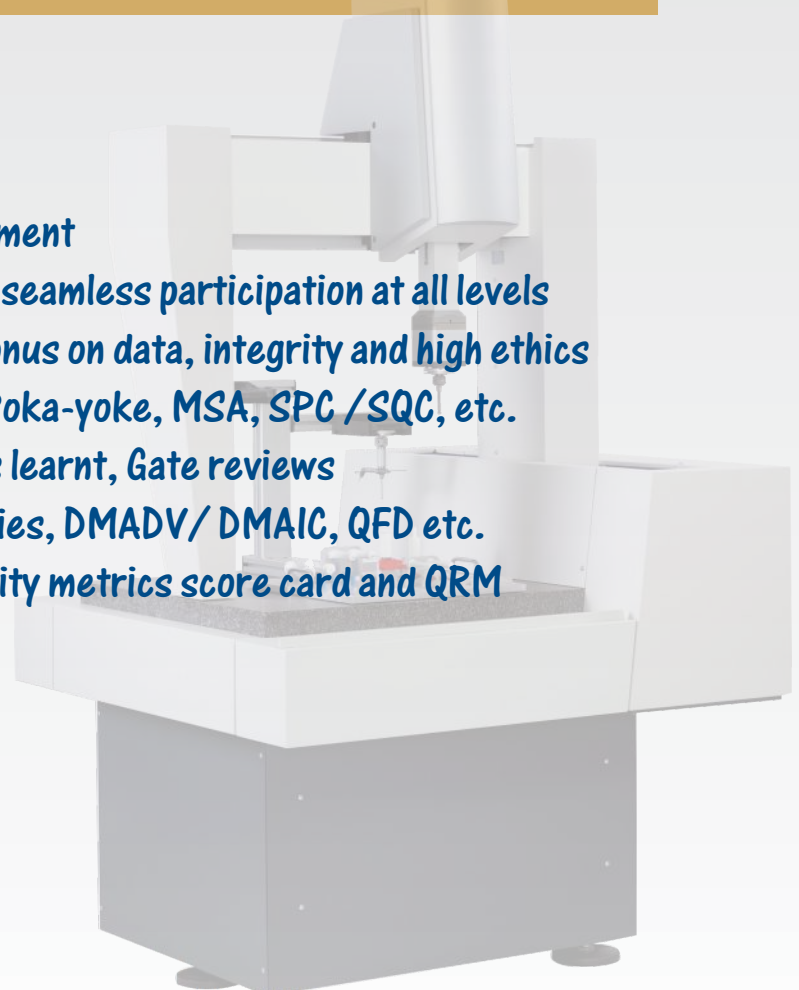 ment
seamless participation at all levels
onus on data, integrity and high ethics
Poka-yoke, MSA, SPC /SQC, etc.
s learnt, Gate reviews
ies, DMADV/ DMAIC, QFD etc.
ity metrics score card and QRM